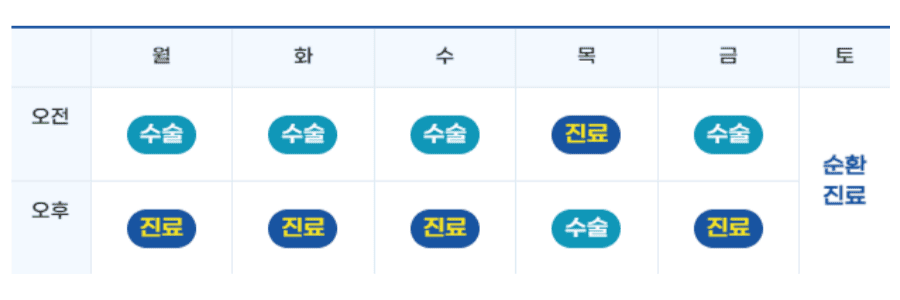 월 화 수 목 금 토
오전 수술 수술 수술 진료 수술
순환
진료
오후 진료 진료 진료 수술 진료